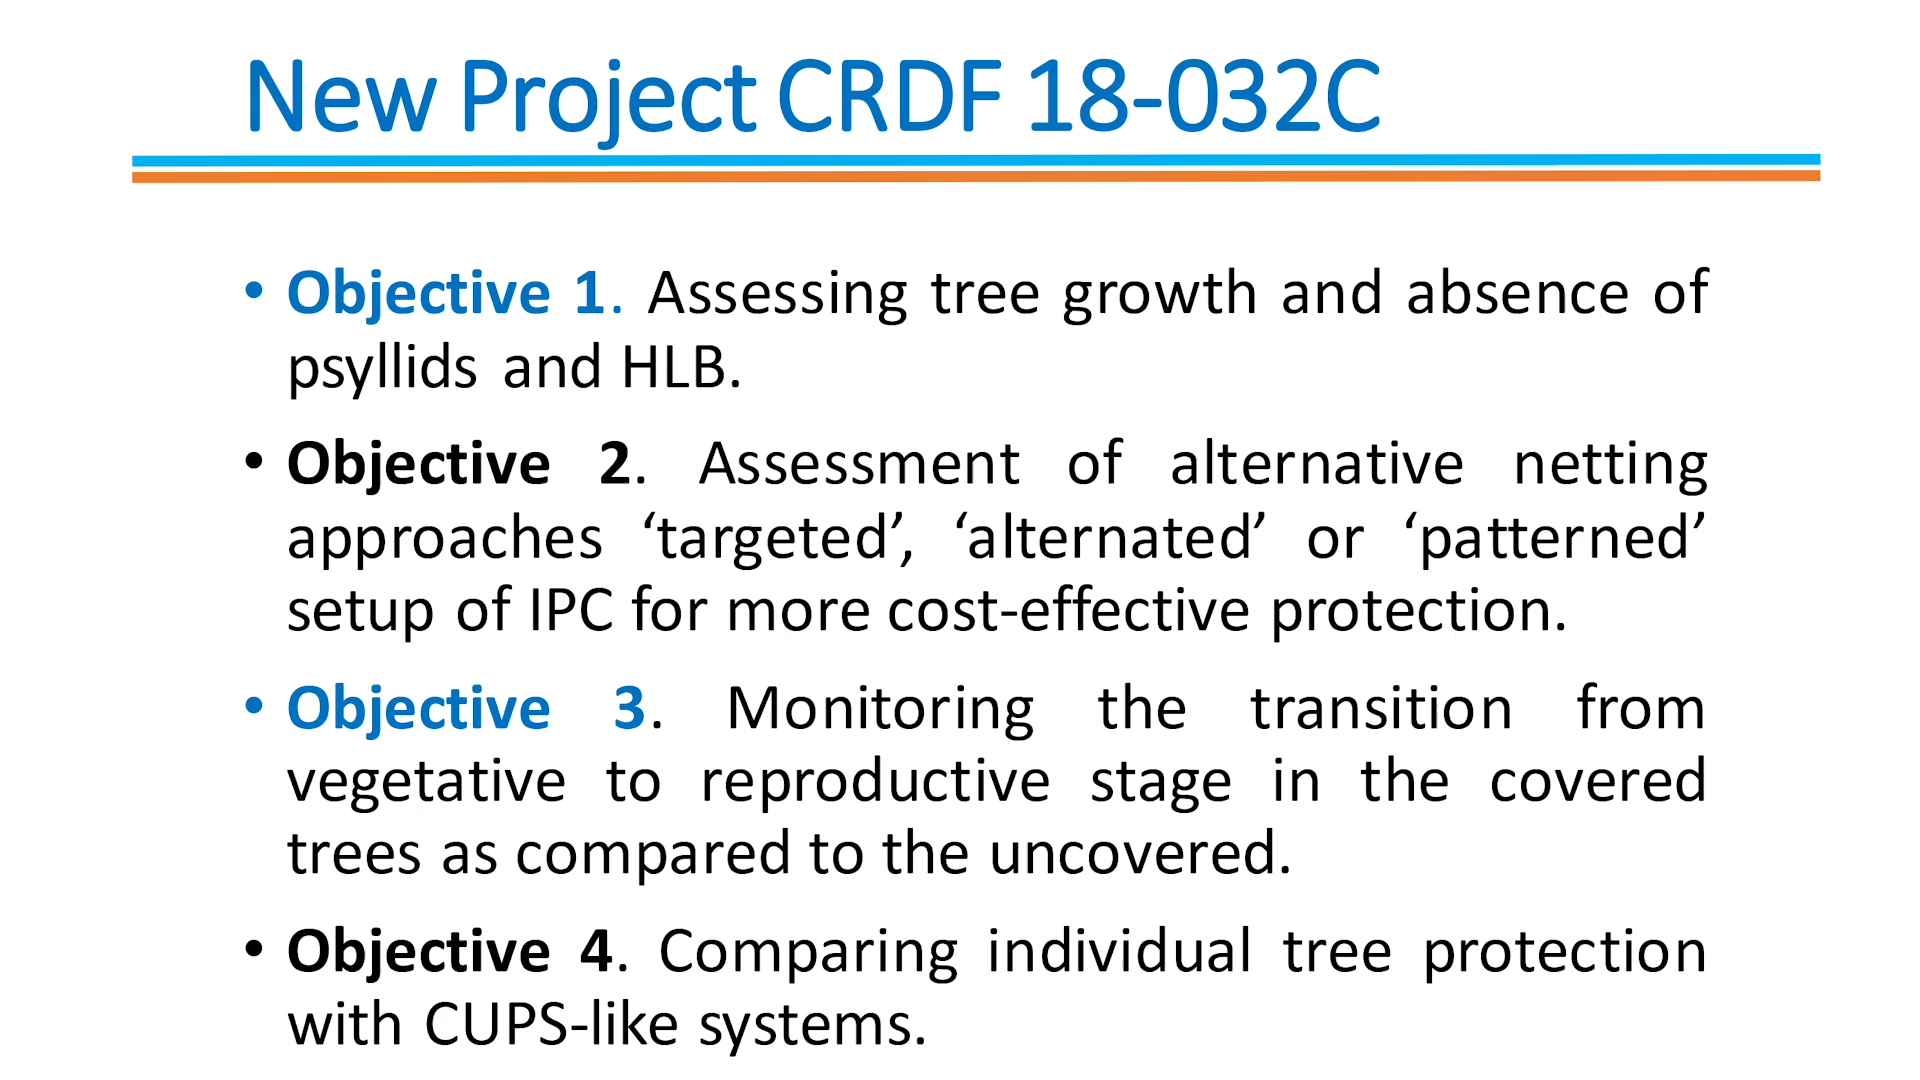 New Project CRDF 18-032C
• Objective 1. Assessing tree growth and absence of
psyllids and HLB.
• Objective 2. Assessment of alternative netting
approaches ‘targeted’, ‘alternated’ or ‘patterned’
setup of IPC for more cost-effective protection.
• Objective 3. Monitoring the transition from
vegetative to reproductive stage in the covered
trees as compared to the uncovered.
• Objective 4. Comparing individual tree protection
with CUPS-like systems.